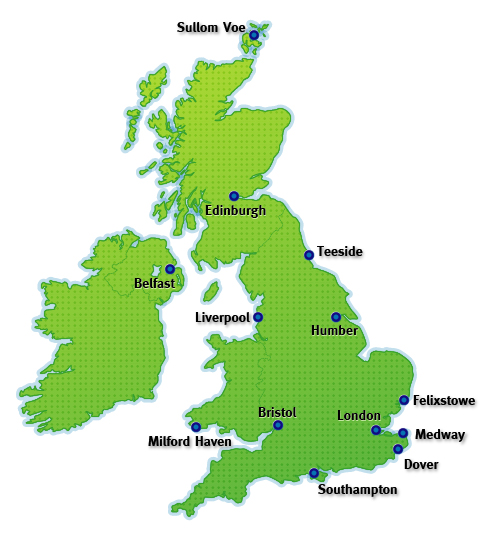 Sullom Voe
Edinburgh
Teeside
Belfast
Liverpool
Humber
Felixstowe
Bristol
London
Medway
Milford Haven
Dover
Southampton